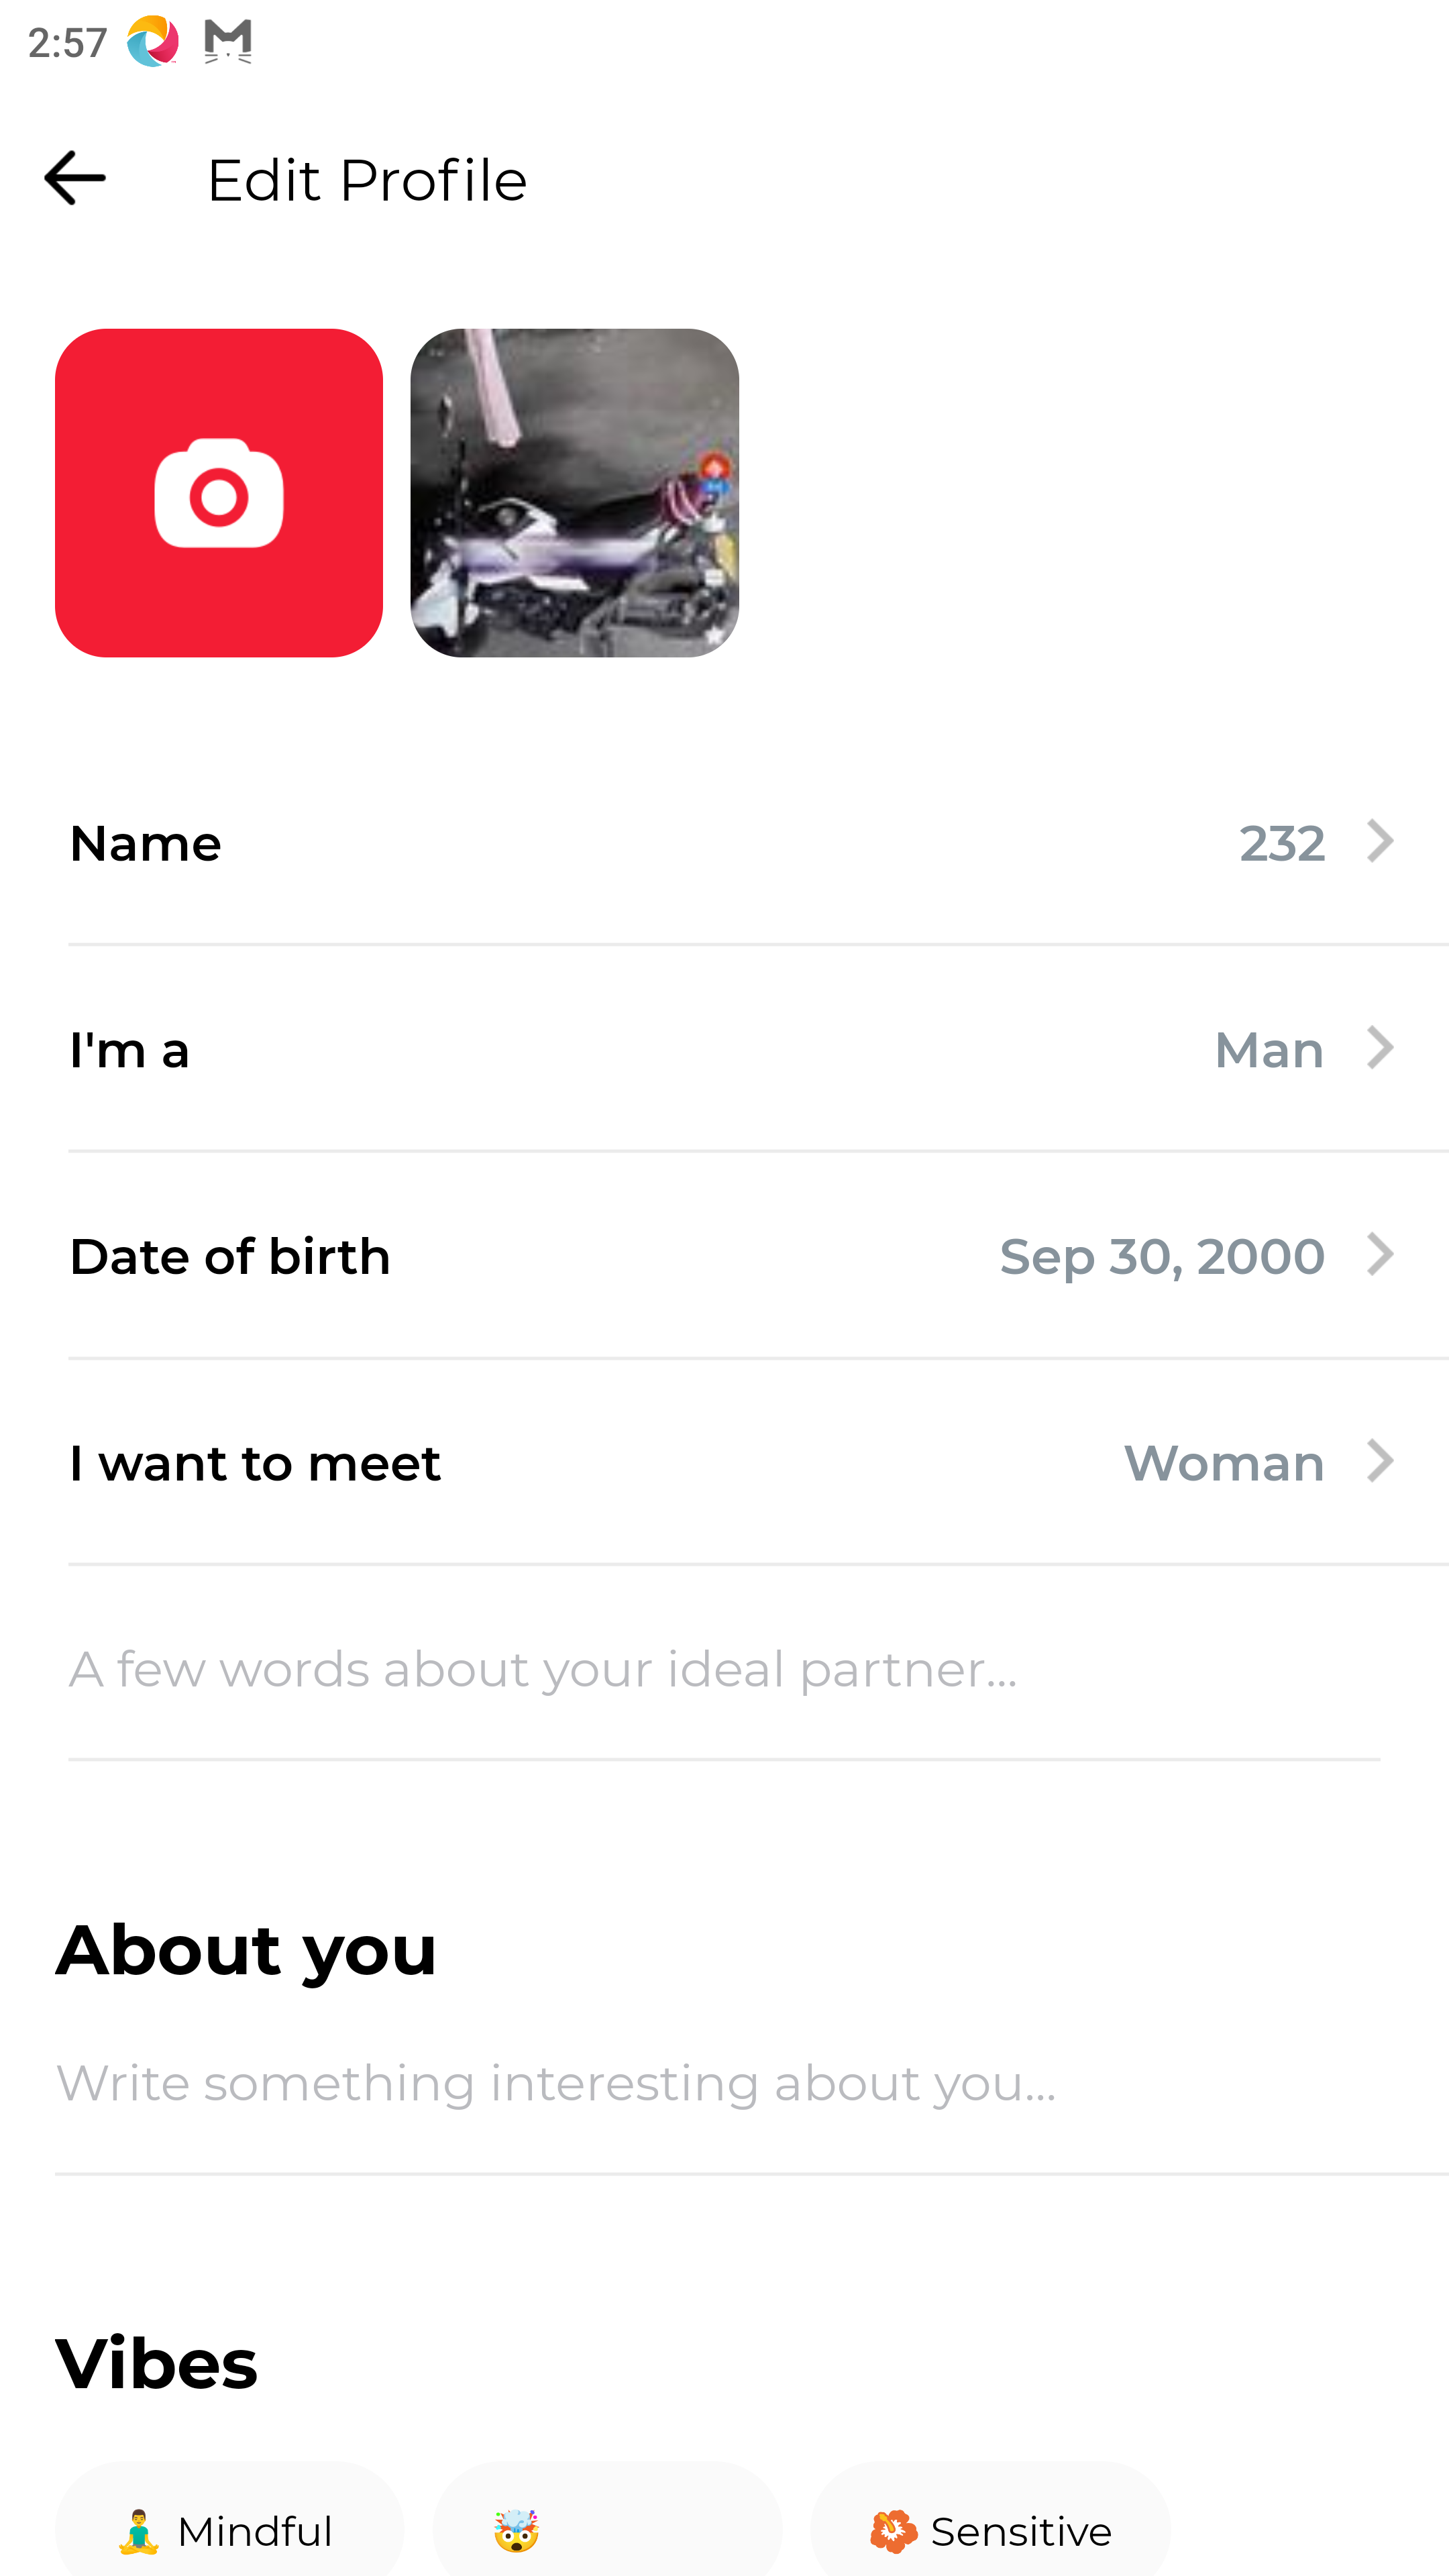 2:57
Edit Profile
Name 232
I'm a Man
Date of birth Sep 30, 2000
I want to meet Woman
A few words about your ideal partner...
About you
Write something interesting about you...
Vibes
Mindful
Sensitive